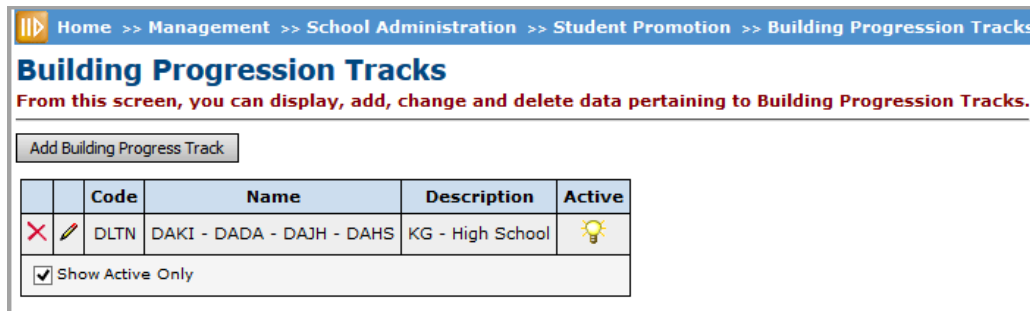 Home >> Management >> School Administration >> Student Promotion >> Building Progression Tracks
Building Progression Tracks
From this screen, you can display, add, change and delete data pertaining to Building Progression Tracks.
Add Building Progress Track
Code Name Description Active
DLTN DAKI - DADA - DAJH - DAHS KG - High School
Show Active Only